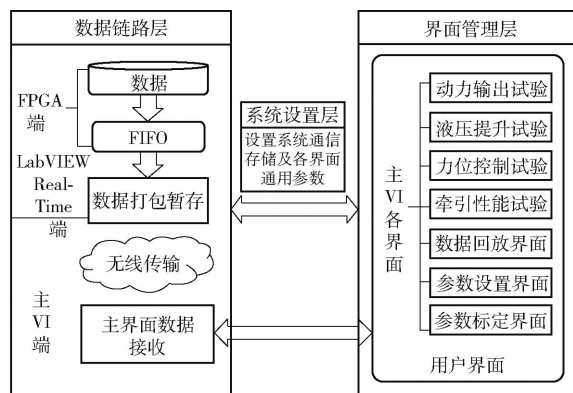 数据链路层
数据
FPGA
端
FIFO
LabVIEW
Real-
Time
端
数据打包暂存
无线传输
主
VI
端
主界面数据
接收
系统设置层
设置系统通信
存储及各界面
通用参数
界面管理层
主
VI
各
界
面
动力输出试验
液压提升试验
力位控制试验
牵引性能试验
数据回放界面
参数设置界面
参数标定界面
用户界面